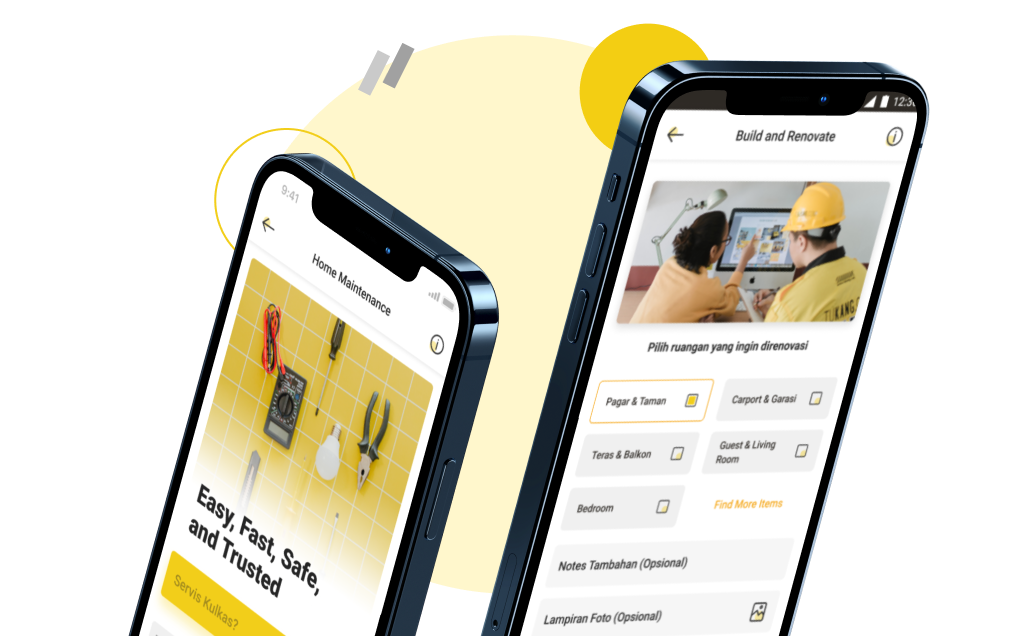 9:41
Home Maintenance
Easy, Fast, Safe,
and Trusted
Servis Kulkas?
Build and Renovate
TUKANG
Pilih ruangan yang ingin direnovasi
Pagar & Taman
Carport & Garasi
Teras & Balkon
Guest & Living
Room
Bedroom
Find More Items
Notes Tambahan (Opsional)
Lampiran Foto (Opsional)